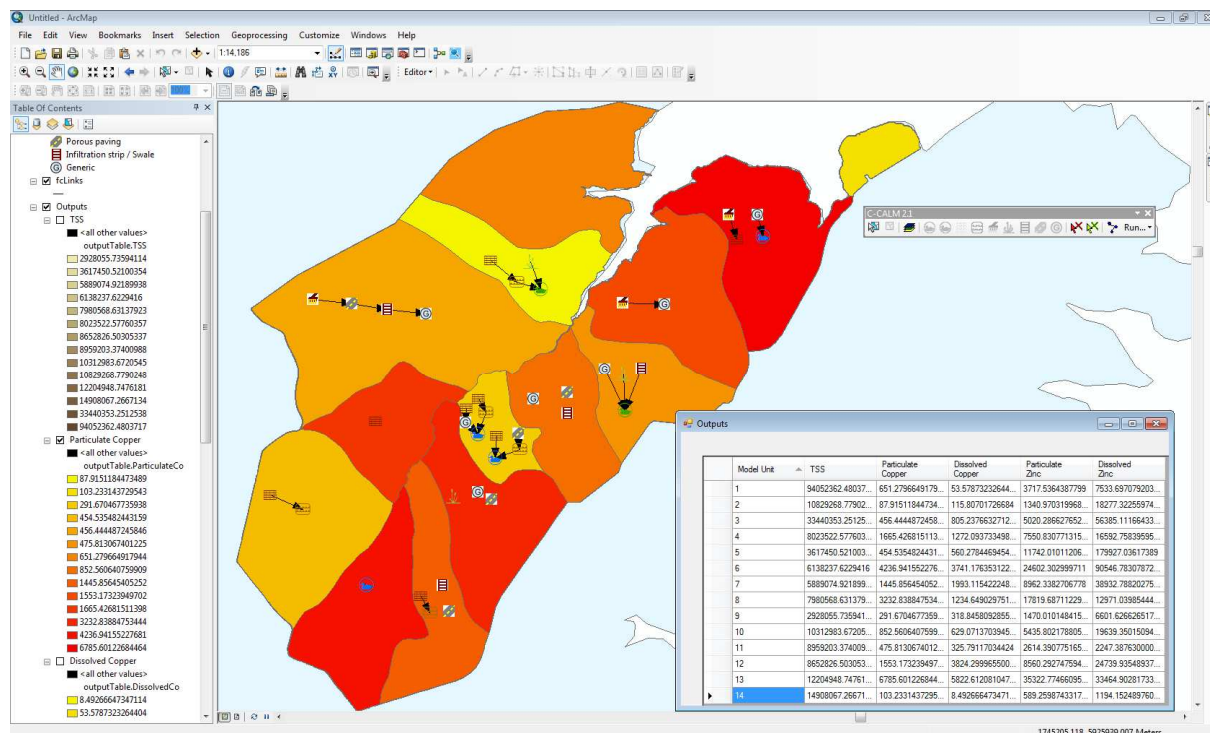 Untitled - ArcMap
File Edit View Bookmarks Insert Selection Geoprocessing Customize Windows Help
1:14,186
Editor
100%
Table Of Contents
Porous paving
Infiltration strip / Swale
Generic
fcLinks
Outputs
TSS
<all other values>
outputTable.TSS
2928055.73594114
3617450.52100354
5889074.92189938
6138237.6229416
7980568.63137923
8023522.57760357
8652826.50305337
8959203.37400988
10312983.6720545
10829268.7790248
12204948.7476181
14908067.2667134
33440353.2512538
94052362.4803717
Particulate Copper
<all other values>
outputTable.ParticulateCo
87.9151184473489
103.233143729543
291.670467735938
454.535482443159
456.444487245846
475.813067401225
651.279664917944
852.560640759909
1445.85645405252
1553.17323949702
1665.42681511398
3232.83884753444
4236.94155227681
6785.60122684464
Dissolved Copper
<all other values>
outputTable.DissolvedCo
8.49266647347114
53.5787323264404
C-CALM 2.1
Run...
Outputs
Model Unit TSS Particulate Copper Dissolved Copper Particulate Zinc Dissolved Zinc
1 94052362.48037... 651.2796649179... 53.57873232644... 3717.5364387799 7533.697079203...
2 10829268.77902... 87.91511844734... 115.80701726684 1340.970319968... 18277.32255974...
3 33440353.25125... 456.4444872458... 805.2376632712... 5020.286627652... 56385.11166433...
4 8023522.577603... 1665.426815113... 1272.093733498... 7550.830771315... 16592.75839595...
5 3617450.521003... 454.5354824431... 560.2784469454... 11742.01011206... 179927.03617389
6 6138237.6229416 4236.941552276... 3741.176353122... 24602.302999711 90546.78307872...
7 5889074.921899... 1445.856454052... 1993.115422248... 8962.3382706778 38932.78820275...
8 7980568.631379... 3232.838847534... 1234.649029751... 17819.68711229... 12971.03985444...
9 2928055.735941... 291.6704677359... 318.8458092855... 1470.010148415... 6601.626626517...
10 10312983.67205... 852.5606407599... 629.0713703945... 5435.802178805... 19639.35015094...
11 8959203.374009... 475.8130674012... 325.79117034424 2614.390775165... 2247.387630000...
12 8652826.503053... 1553.173239497... 3824.299965500... 8560.292747594... 24739.93548937...
13 12204948.74761... 6785.601226844... 5822.612081047... 35322.77466095... 33464.90281733...
14 14908067.26671... 103.2331437295... 8.492666473471... 589.2598743317... 1194.152489760...